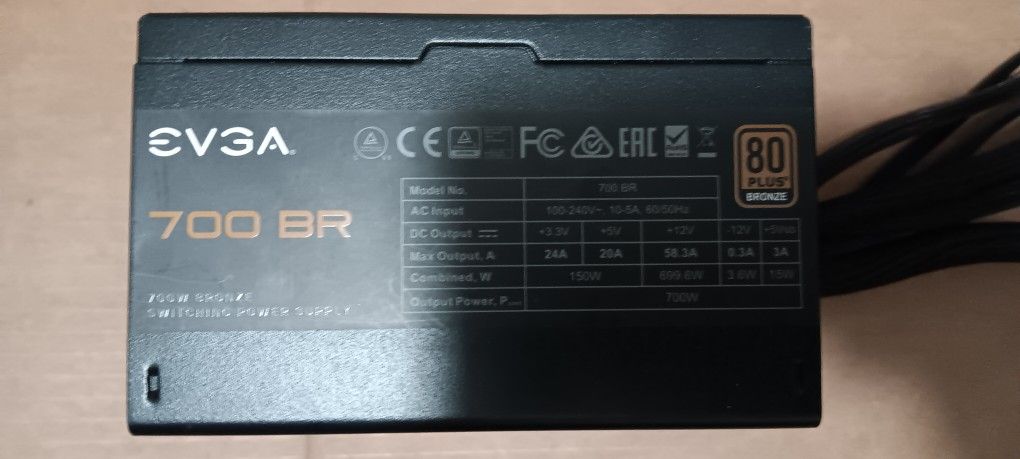 EVGA
CE FC EAC
80
PLUS
BRONZE
700 BR
Model No. 700 BR
AC Input 100-240V~, 10-5A, 60/50Hz
DC Output +3.3V +5V +12V -12V +5Vsb
Max Output, A 24A 20A 58.3A 0.3A 3A
Combined, W 150W 699.6W 3.6W 15W
Output Power, P 700W
700W BRONZE
SWITCHING POWER SUPPLY